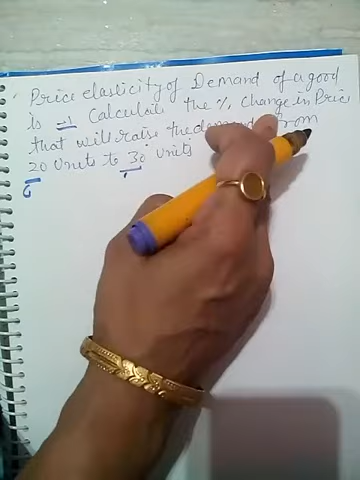 Price elasticity of Demand of a good
is -1 Calculate the % Change in Price
that will raise the demand from
20 Units to 30 units